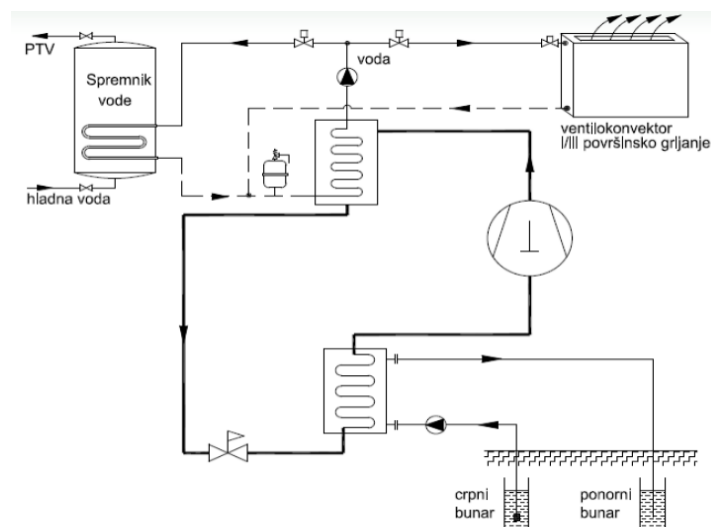 PTV
Spremnik
vode
hladna voda
voda
ventilokonvektor
i/ili površinsko grijanje
crpni
bunar
ponorni
bunar